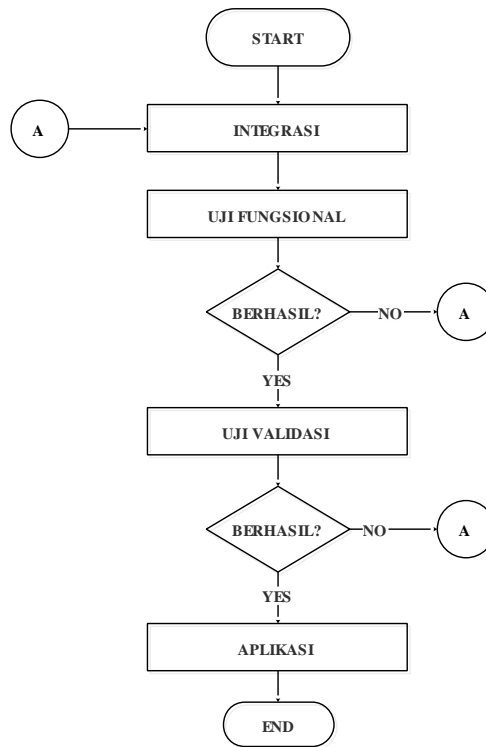 START
A
INTEGRASI
UJI FUNGSIONAL
BERHASIL?
NO
A
YES
UJI VALIDASI
BERHASIL?
NO
A
YES
APLIKASI
END